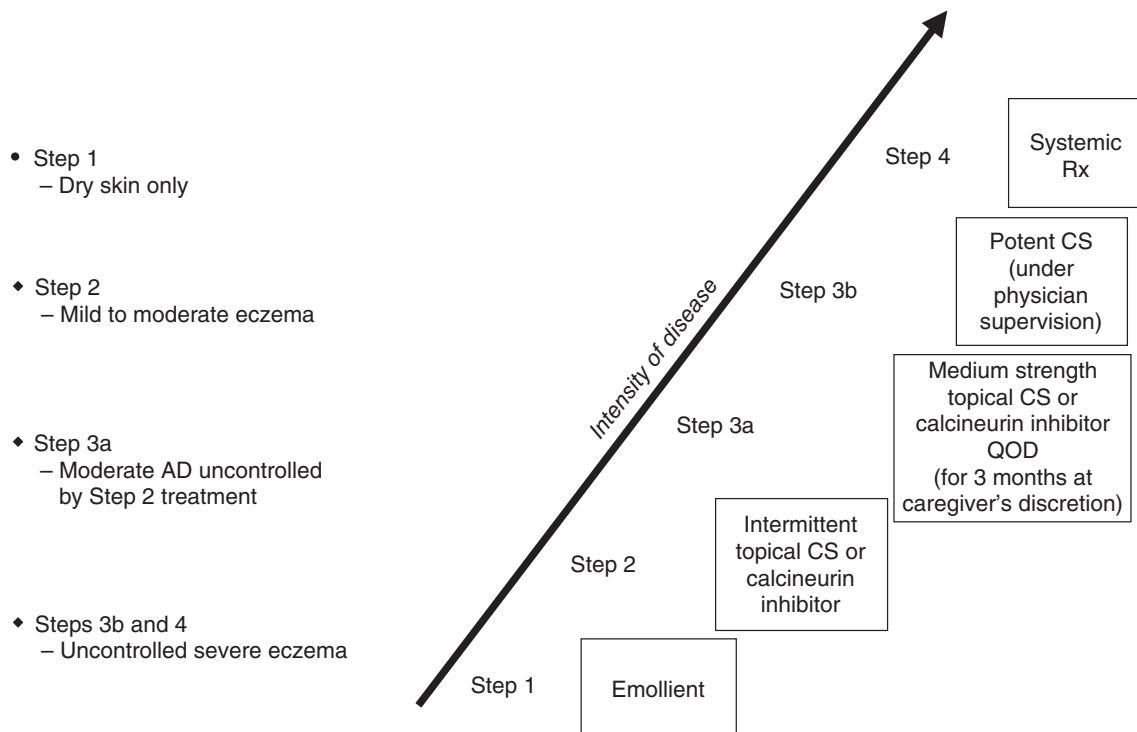 • Step 1
– Dry skin only
◆ Step 2
– Mild to moderate eczema
◆ Step 3a
– Moderate AD uncontrolled
by Step 2 treatment
◆ Steps 3b and 4
– Uncontrolled severe eczema
Intensity of disease
Step 4
Systemic
Rx
Step 3b
Potent CS
(under
physician
supervision)
Step 3a
Medium strength
topical CS or
calcineurin inhibitor
QOD
(for 3 months at
caregiver’s discretion)
Step 2
Intermittent
topical CS or
calcineurin
inhibitor
Step 1
Emollient